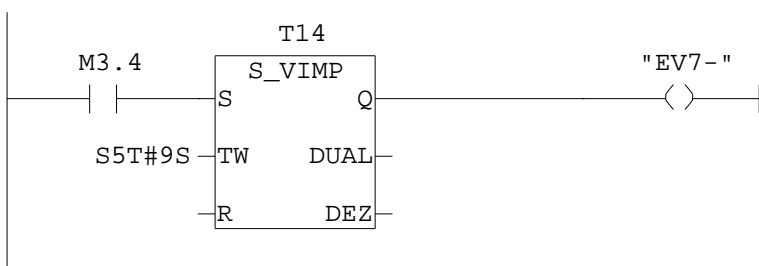 T14
M3.4 S_VIMP "EV7-"
S Q
S5T#9S TW DUAL
R DEZ